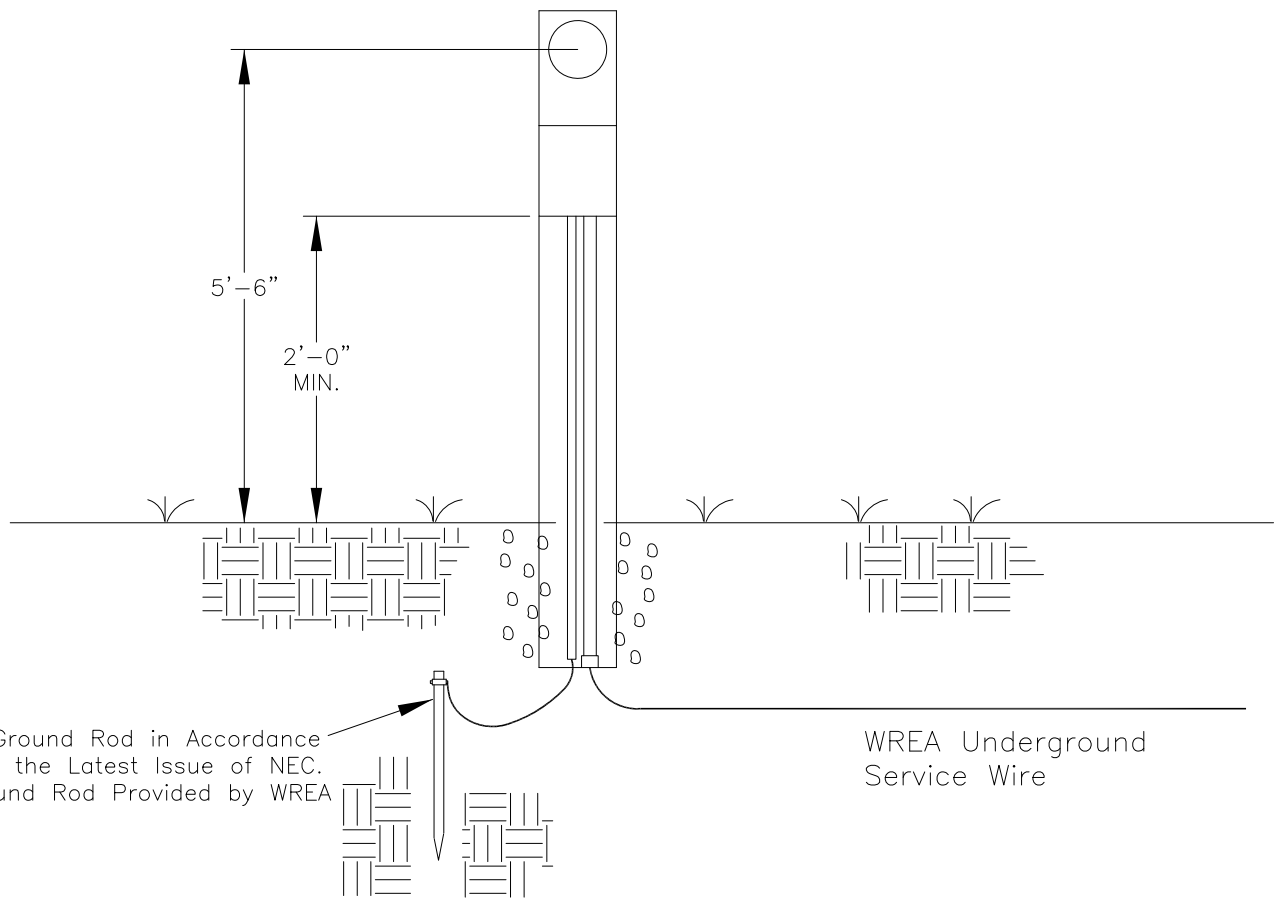 5'-6"
2'-0"
MIN.
Ground Rod in Accordance
the Latest Issue of NEC.
Rod Provided by WREA
WREA Underground
Service Wire